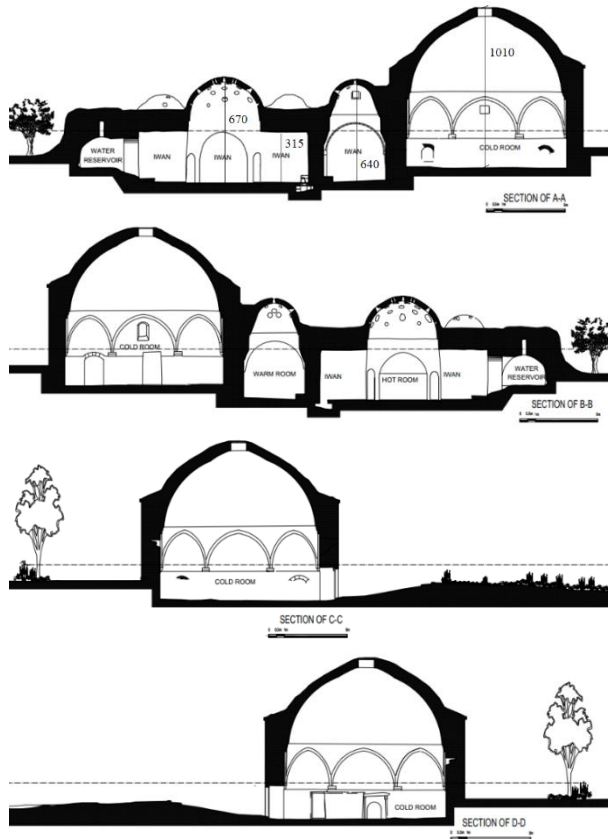 1010
670
315
640
WATER
RESERVOIR
IWAN
IWAN
IWAN
IWAN
COLD ROOM
SECTION OF A-A
COLD ROOM
WARM ROOM
IWAN
HOT ROOM
IWAN
WATER
RESERVOIR
SECTION OF B-B
COLD ROOM
SECTION OF C-C
COLD ROOM
SECTION OF D-D